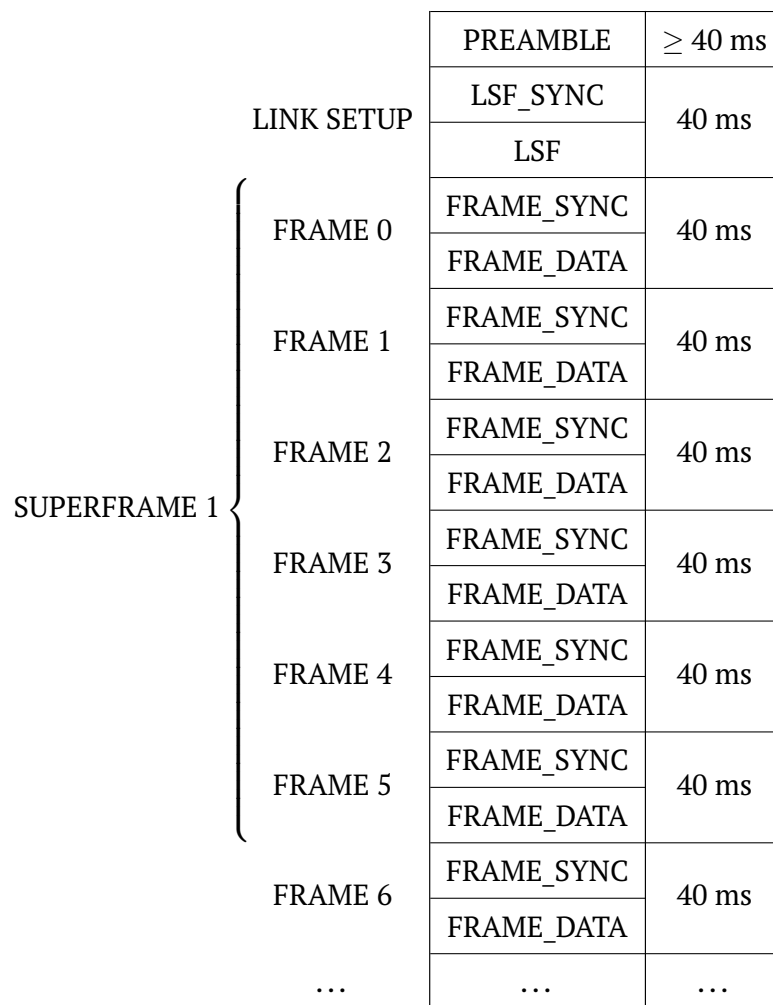 PREAMBLE ≥ 40 ms
LINK SETUP LSF_SYNC 40 ms
LSF
SUPERFRAME 1
FRAME 0 FRAME_SYNC 40 ms
FRAME_DATA
FRAME 1 FRAME_SYNC 40 ms
FRAME_DATA
FRAME 2 FRAME_SYNC 40 ms
FRAME_DATA
FRAME 3 FRAME_SYNC 40 ms
FRAME_DATA
FRAME 4 FRAME_SYNC 40 ms
FRAME_DATA
FRAME 5 FRAME_SYNC 40 ms
FRAME_DATA
FRAME 6 FRAME_SYNC 40 ms
FRAME_DATA
... ... ...